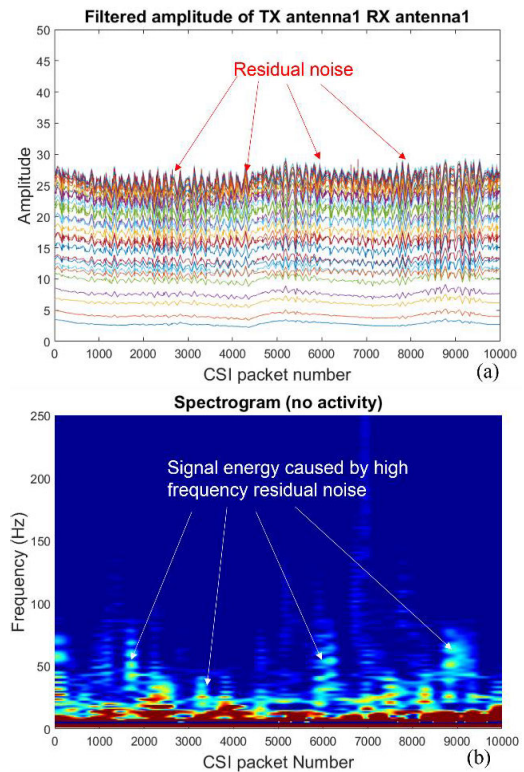 Filtered amplitude of TX antenna1 RX antenna1
50
45
40
35
30
25
20
15
10
5
0
Amplitude
Residual noise
0 1000 2000 3000 4000 5000 6000 7000 8000 9000 10000
CSI packet number
(a)
Spectrogram (no activity)
250
200
150
100
50
0
Frequency (Hz)
Signal energy caused by high
frequency residual noise
0 1000 2000 3000 4000 5000 6000 7000 8000 9000 10000
CSI packet Number
(b)